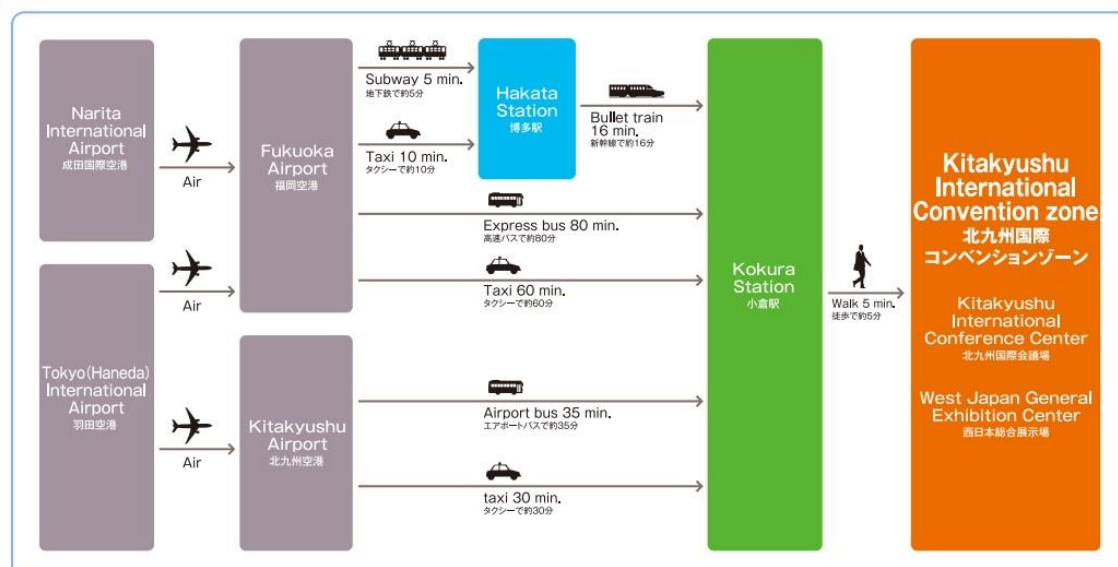 Narita
International
Airport
成田国際空港
Air
Tokyo(Haneda)
International
Airport
羽田空港
Air
Air
Fukuoka
Airport
福岡空港
Kitakyushu
Airport
北九州空港
Subway 5 min.
地下鉄で約5分
Taxi 10 min.
タクシーで約10分
Hakata
Station
博多駅
Bullet train
16 min.
新幹線で約16分
Express bus 80 min.
高速バスで約80分
Taxi 60 min.
タクシーで約60分
Airport bus 35 min.
エアポートバスで約35分
taxi 30 min.
タクシーで約30分
Kokura
Station
小倉駅
Walk 5 min.
徒歩で約5分
Kitakyushu
International
Convention zone
北九州国際
コンベンションゾーン
Kitakyushu
International
Conference Center
北九州国際会議場
West Japan General
Exhibition Center
西日本総合展示場